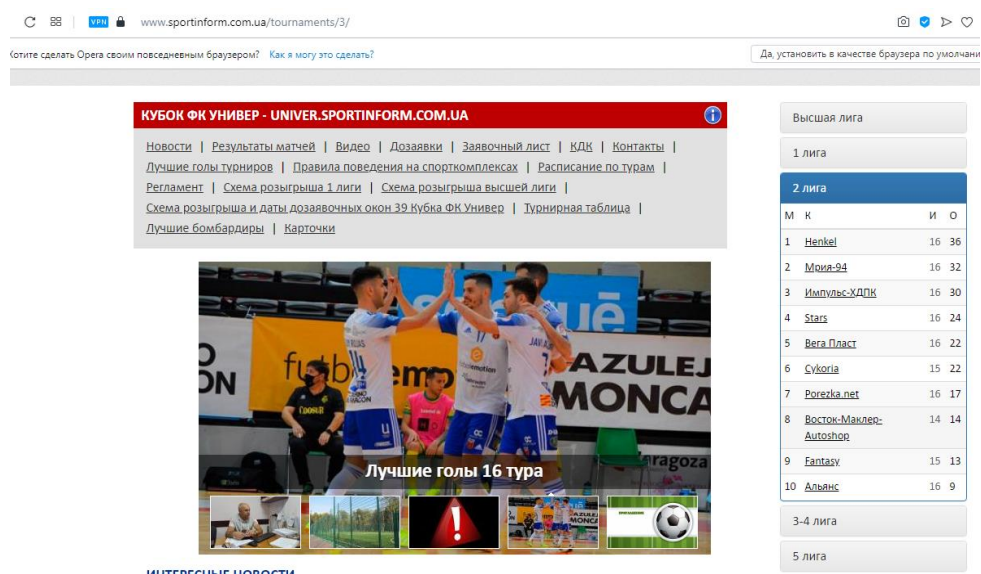 VPN www.sportinform.com.ua/tournaments/3/
Хотите сделать Opera своим повседневным браузером? Как я могу это сделать?
Да, установить в качестве браузера по умолчани
КУБОК ФК УНИВЕР - UNIVER.SPORTINFORM.COM.UA
Новости | Результаты матчей | Видео | Дозаявки | Заявочный лист | КДК | Контакты |
Лучшие голы турниров | Правила поведения на спорткомплексах | Расписание по турам |
Регламент | Схема розыгрыша 1 лиги | Схема розыгрыша высшей лиги |
Схема розыгрыша и даты дозаявочных окон 39 Кубка ФК Универ | Турнирная таблица |
Лучшие бомбардиры | Карточки
AZULEJ
MONCA
Лучшие голы 16 тура
ИНТЕРЕСНЫЕ НОВОСТИ
Высшая лига
1 лига
2 лига
М К И О
1 Henkel 16 36
2 Мрия-94 16 32
3 Импульс-ХДПК 16 30
4 Stars 16 24
5 Вега Пласт 16 22
6 Cykoria 15 22
7 Porezka.net 16 17
8 Восток-Маклер- 14 14
Autoshop
9 Fantasy 15 13
10 Альянс 16 9
3-4 лига
5 лига